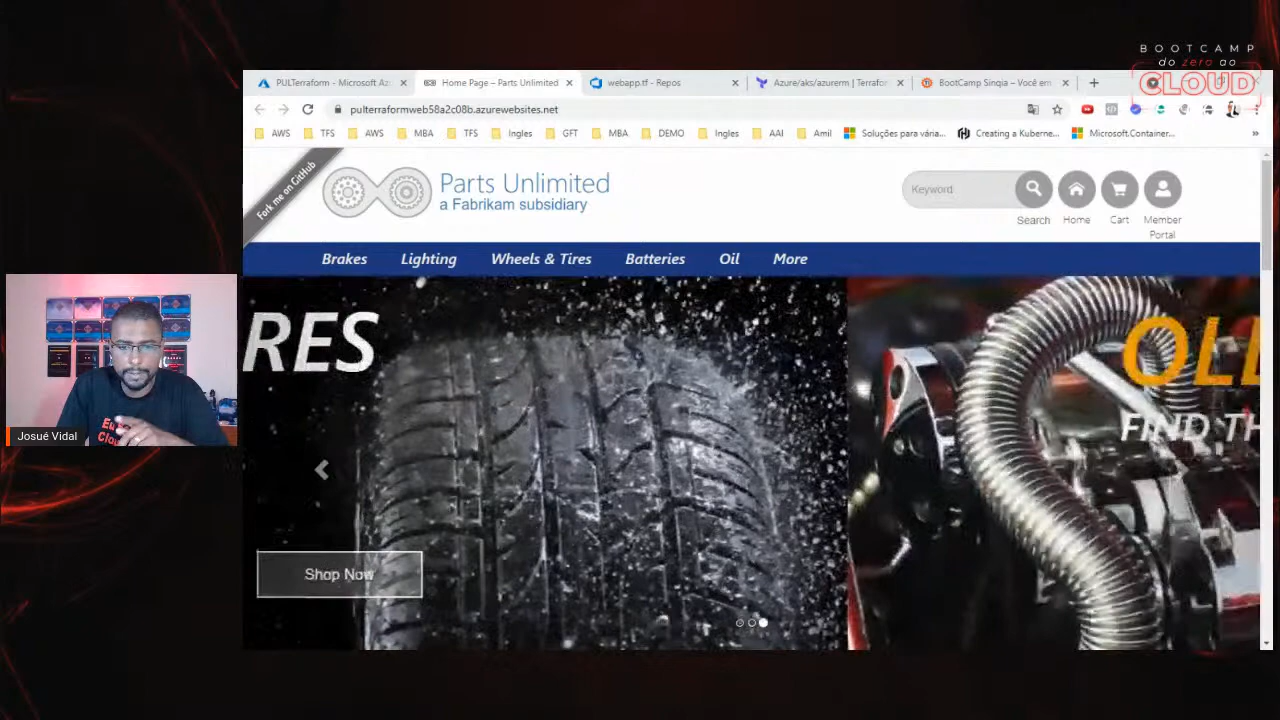 BOOTCAMP
do zero ao
CLOUD
PULTerraform - Microsoft Az
Home Page – Parts Unlimited
webapp.tf - Repos
Azure/aks/azurerm | Terrafor
BootCamp Sinqia – Você em
pulterraformweb58a2c08b.azurewebsites.net
AWS TFS AWS MBA TFS Ingles GFT MBA DEMO Ingles AAI Amil Soluções para vária... Creating a Kuberne... Microsoft.Container... »
Fork me on GitHub
Parts Unlimited
a Fabrikam subsidiary
Keyword
Search Home Cart Member
Portal
Brakes Lighting Wheels & Tires Batteries Oil More
RES
OLL
FIND TH
Josué Vidal
Shop Now